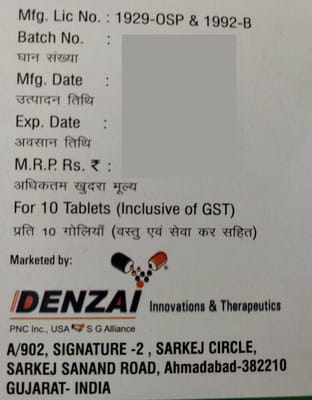 Mfg. Lic No. : 1929-OSP & 1992-B
Batch No. :
घान संख्या
Mfg. Date :
उत्पादन तिथि
Exp. Date :
अवसान तिथि
M.R.P. Rs. ₹ :
अधिकतम खुदरा मूल्य
For 10 Tablets (Inclusive of GST)
प्रति 10 गोलियाँ (वस्तु एवं सेवा कर सहित)
Marketed by:
DENZAI Innovations & Therapeutics
PNC Inc., USA S G Alliance
A/902, SIGNATURE -2 , SARKEJ CIRCLE,
SARKEJ SANAND ROAD, Ahmadabad-382210
GUJARAT- INDIA